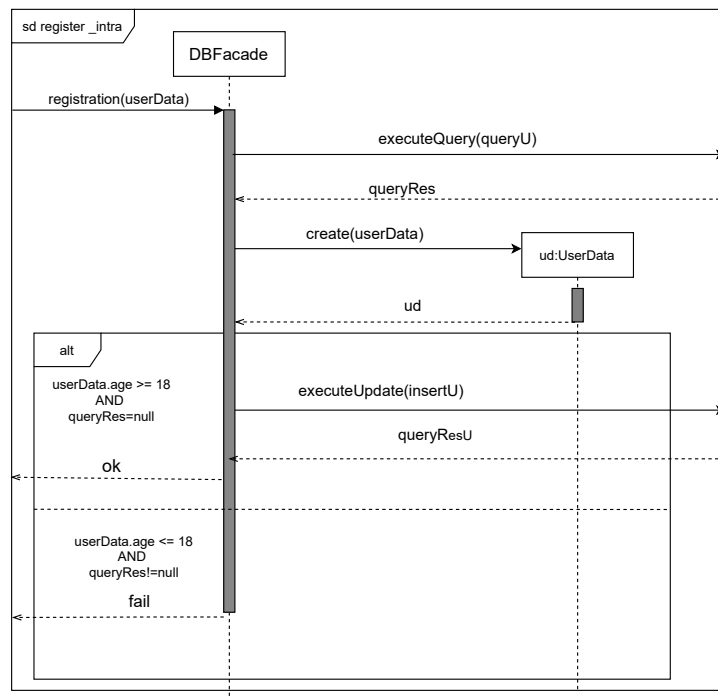 sd register _intra
DBFacade
registration(userData)
executeQuery(queryU)
queryRes
create(userData)
ud:UserData
ud
alt
userData.age >= 18
AND
queryRes=null
executeUpdate(insertU)
queryResU
ok
userData.age <= 18
AND
queryRes!=null
fail